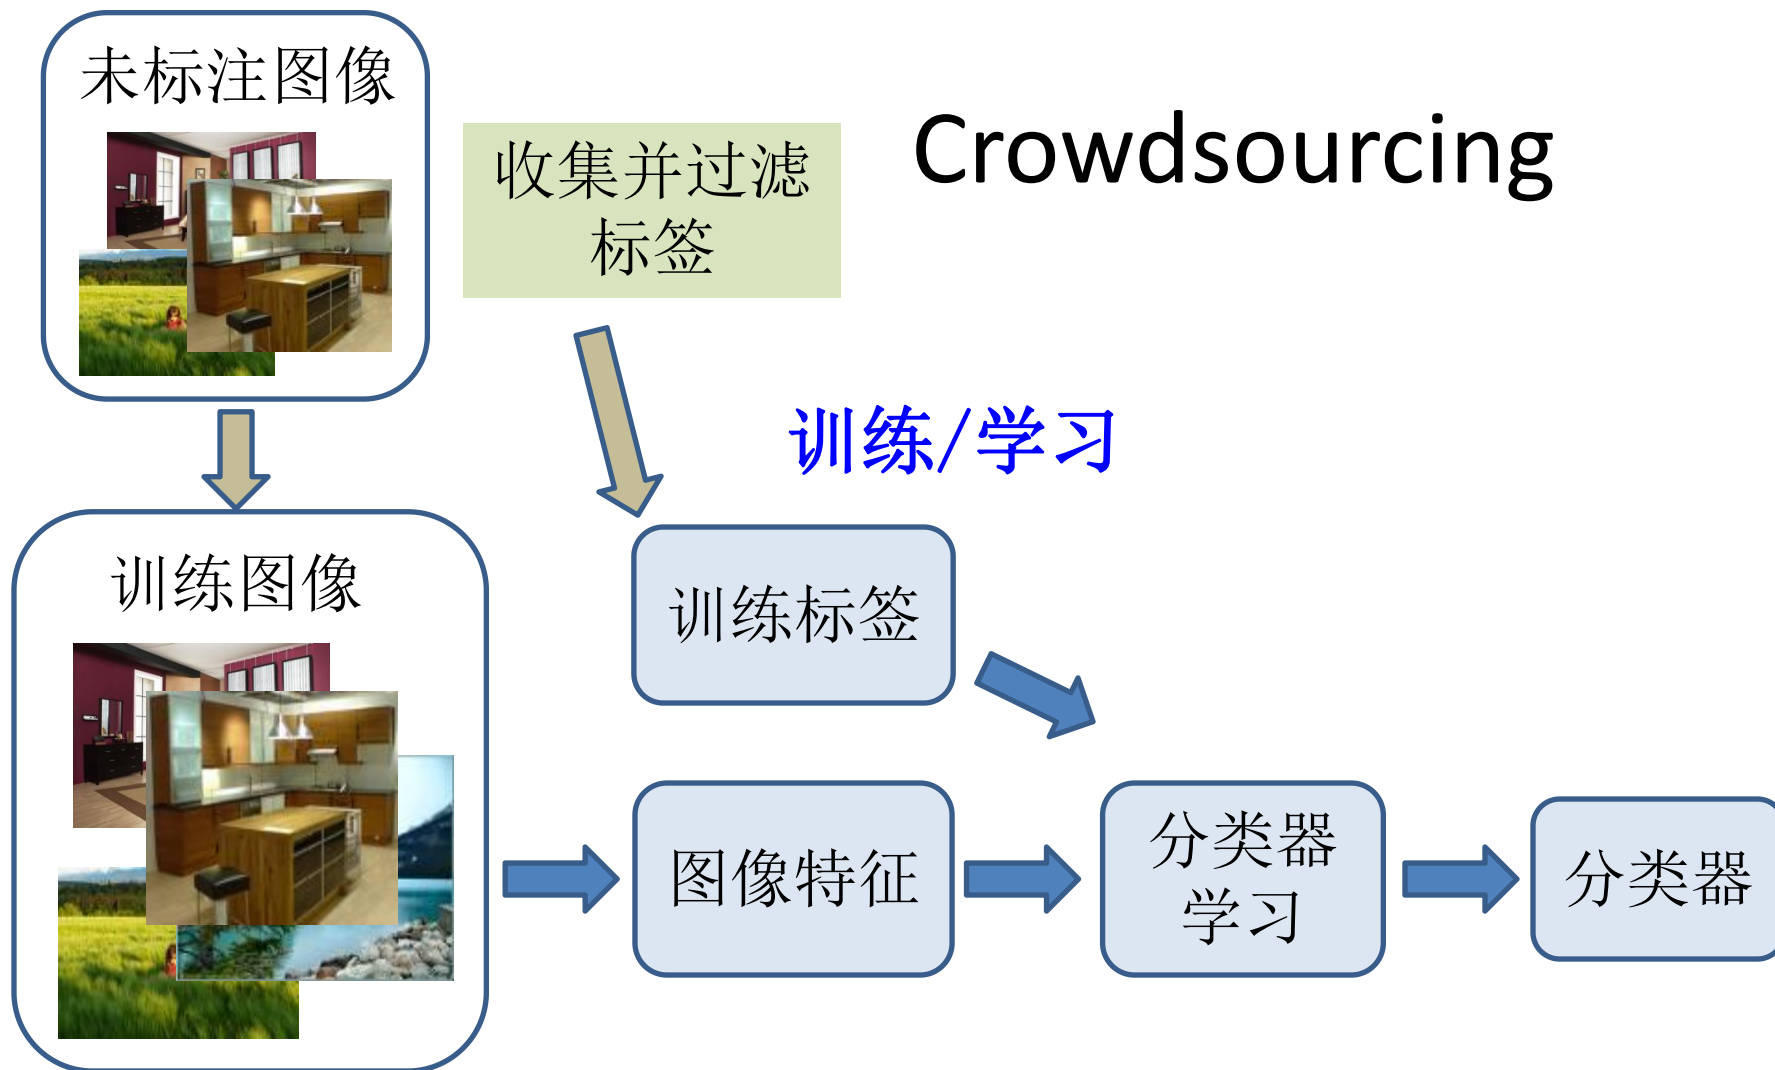 未标注图像
收集并过滤
标签
Crowdsourcing
训练/学习
训练图像
训练标签
图像特征
分类器
学习
分类器